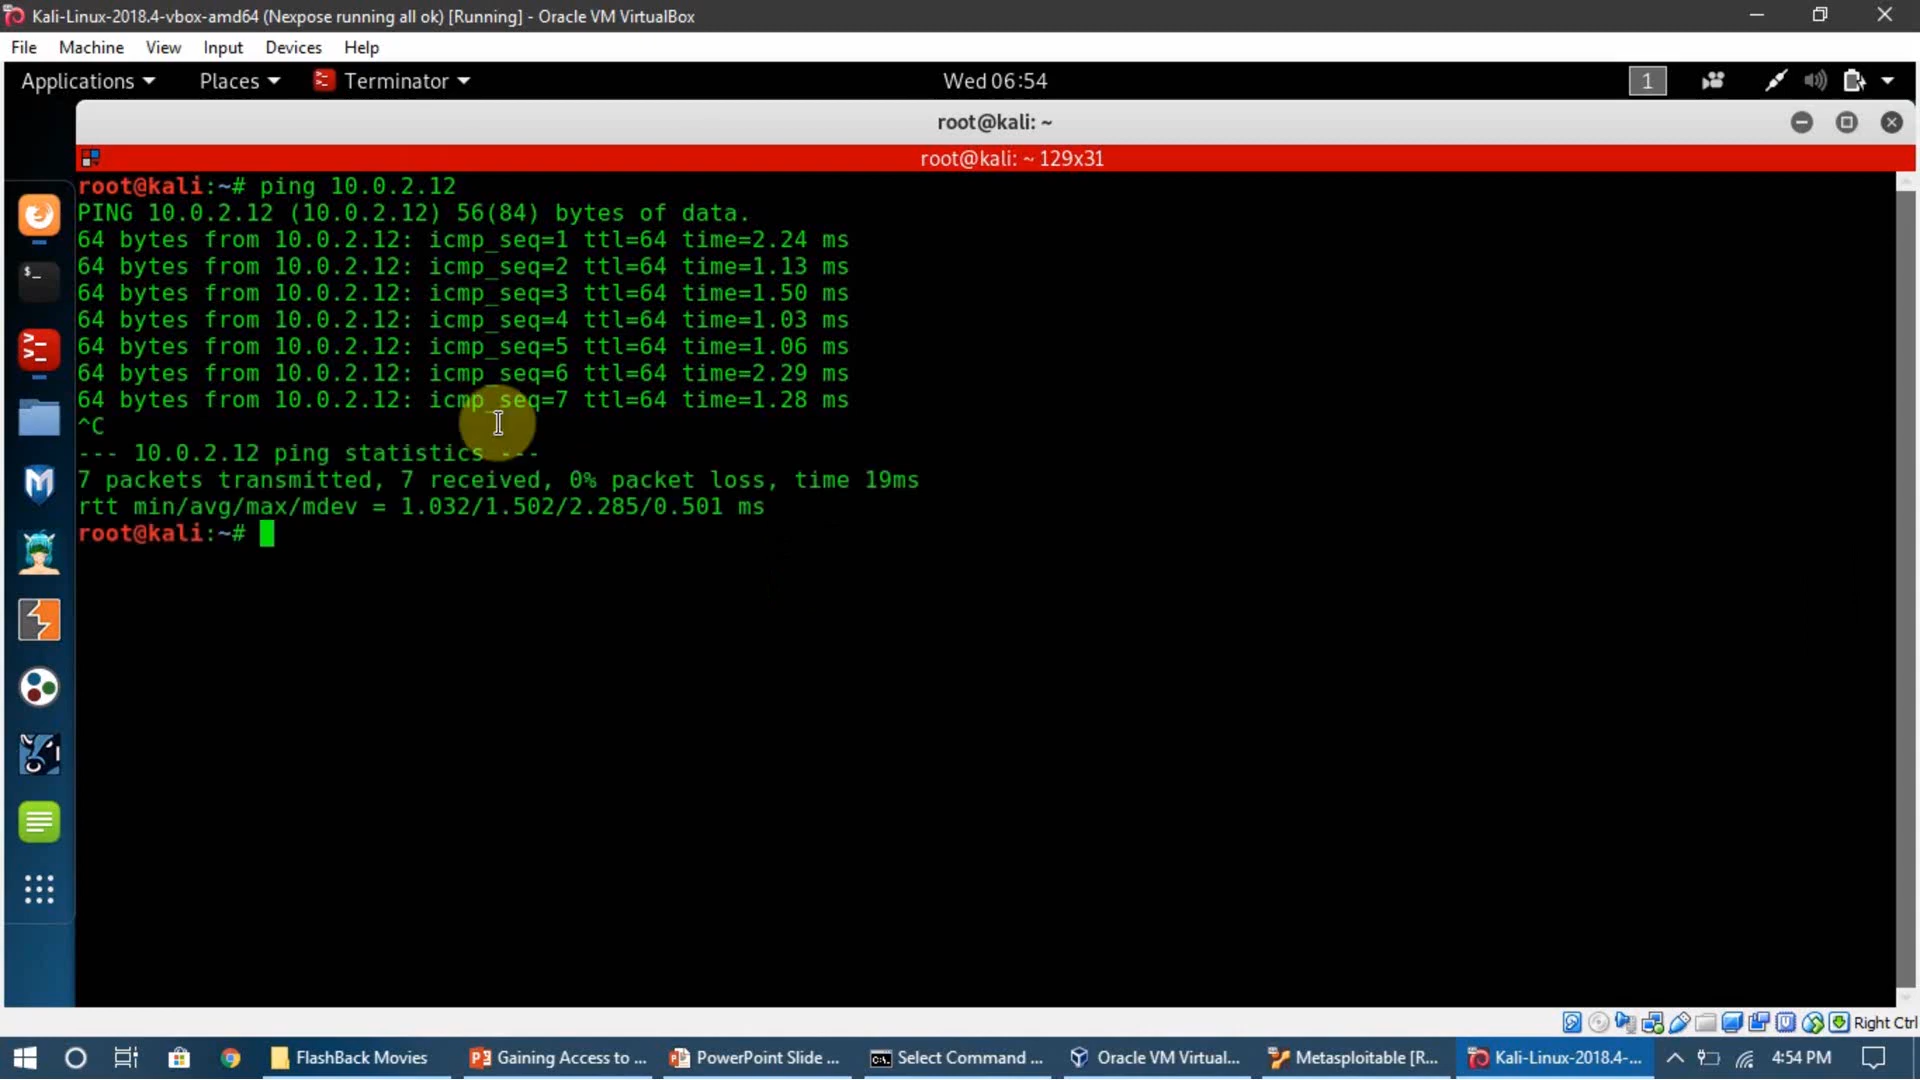 Kali-Linux-2018.4-vbox-amd64 (Nexpose running all ok) [Running] - Oracle VM VirtualBox
File Machine View Input Devices Help
Applications Places Terminator Wed 06:54 1
root@kali: ~
root@kali: ~ 129x31
root@kali:~# ping 10.0.2.12
PING 10.0.2.12 (10.0.2.12) 56(84) bytes of data.
64 bytes from 10.0.2.12: icmp_seq=1 ttl=64 time=2.24 ms
64 bytes from 10.0.2.12: icmp_seq=2 ttl=64 time=1.13 ms
64 bytes from 10.0.2.12: icmp_seq=3 ttl=64 time=1.50 ms
64 bytes from 10.0.2.12: icmp_seq=4 ttl=64 time=1.03 ms
64 bytes from 10.0.2.12: icmp_seq=5 ttl=64 time=1.06 ms
64 bytes from 10.0.2.12: icmp_seq=6 ttl=64 time=2.29 ms
64 bytes from 10.0.2.12: icmp_seq=7 ttl=64 time=1.28 ms
^C
--- 10.0.2.12 ping statistics ---
7 packets transmitted, 7 received, 0% packet loss, time 19ms
rtt min/avg/max/mdev = 1.032/1.502/2.285/0.501 ms
root@kali:~#
Right Ctrl
FlashBack Movies Gaining Access to ... PowerPoint Slide ... Select Command ... Oracle VM Virtual... Metasploitable [R... Kali-Linux-2018.4-... 4:54 PM